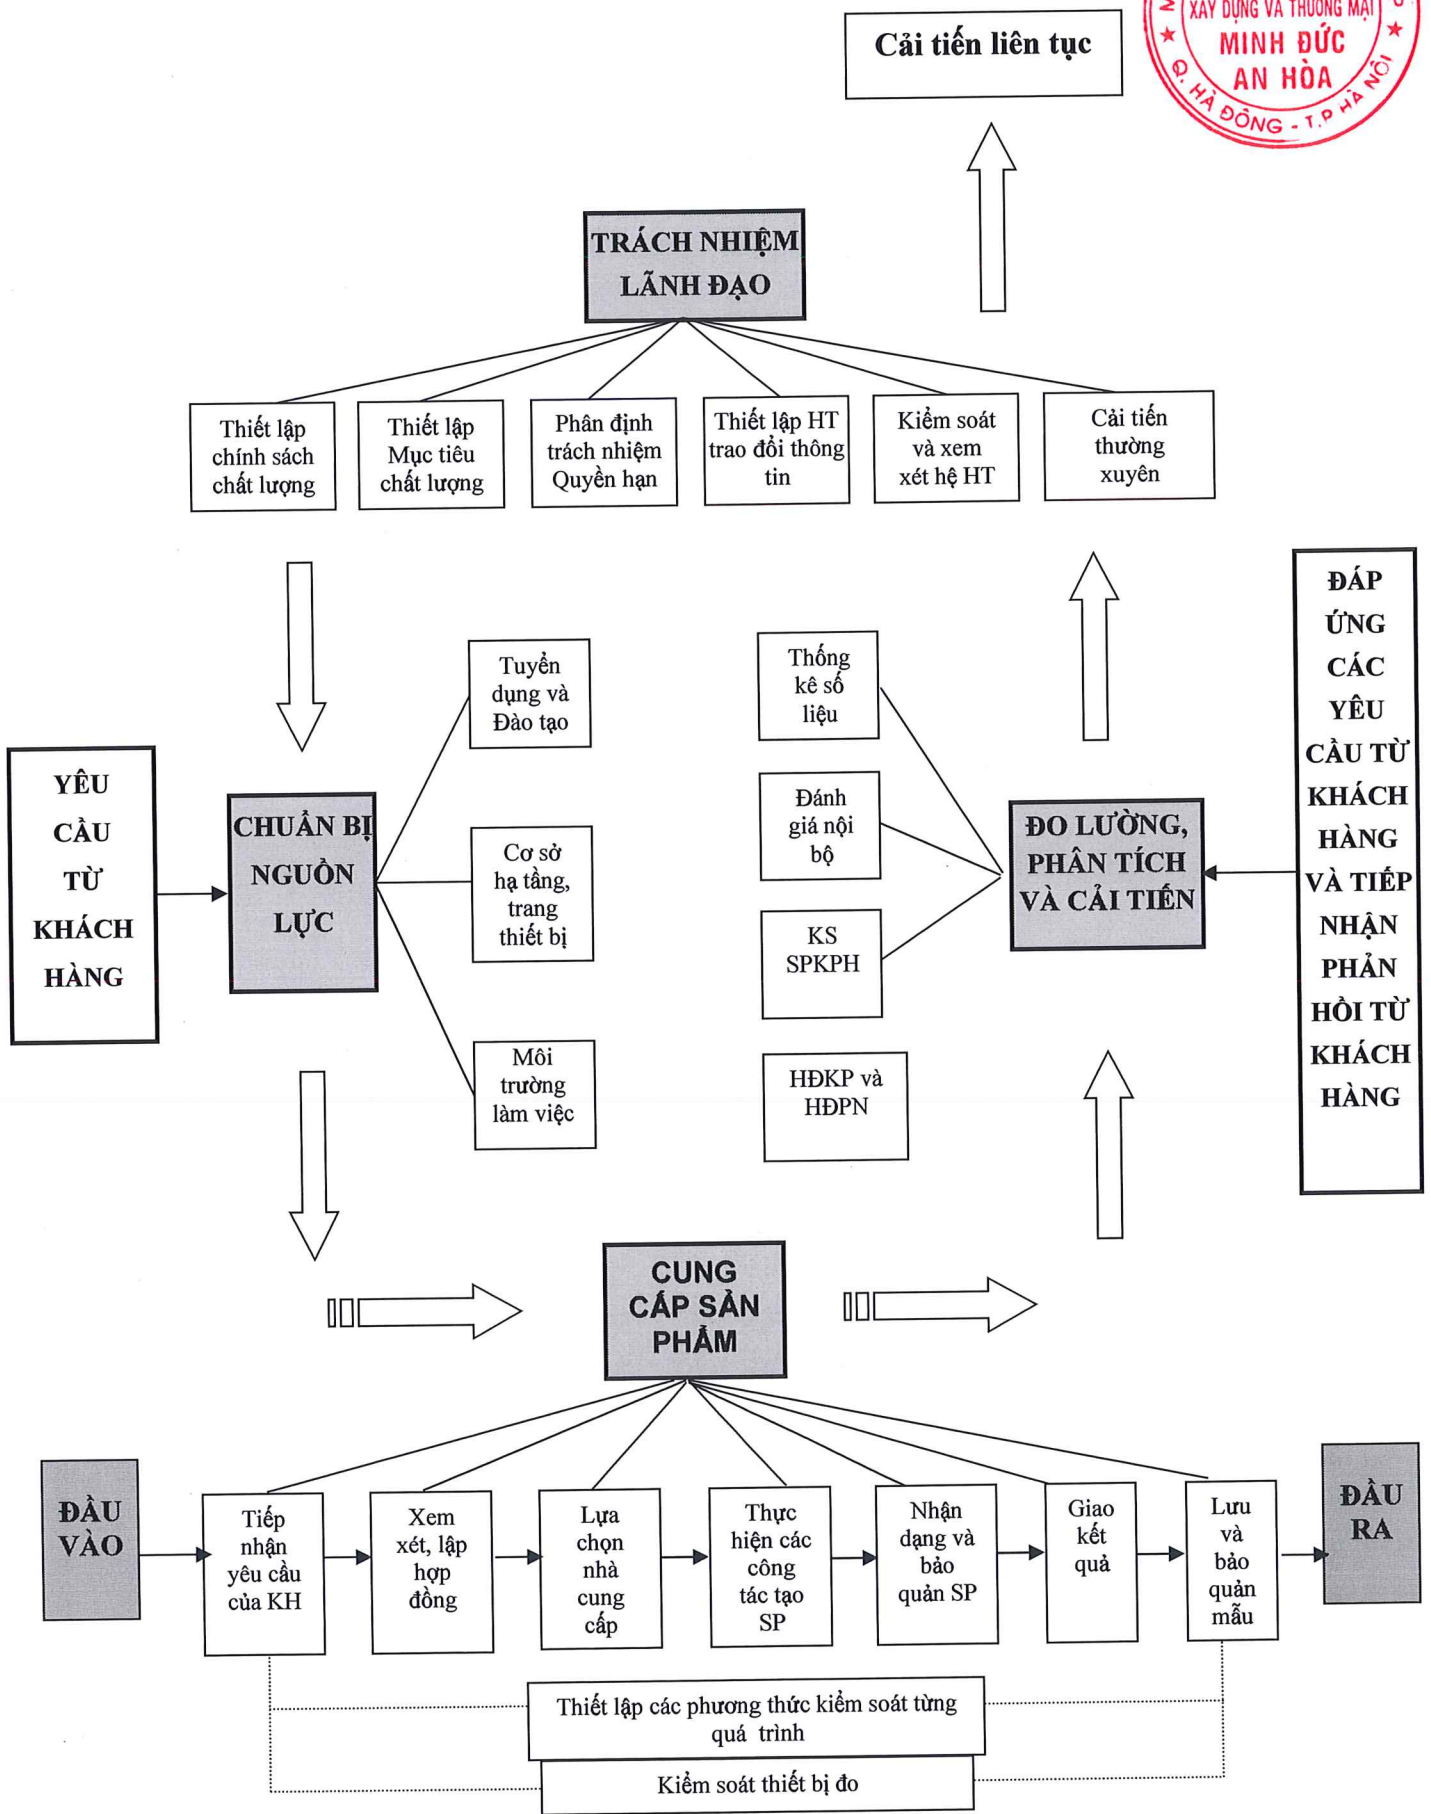 Cải tiến liên tục
XÂY DỰNG VÀ THƯƠNG MẠI
MINH ĐỨC
AN HÒA
Q. HÀ ĐÔNG - T.P HÀ NỘI
TRÁCH NHIỆM
LÃNH ĐẠO
Thiết lập
chính sách
chất lượng
Thiết lập
Mục tiêu
chất lượng
Phân định
trách nhiệm
Quyền hạn
Thiết lập HT
trao đổi thông
tin
Kiểm soát
và xem
xét hệ HT
Cải tiến
thường
xuyên
YÊU
CẦU
TỪ
KHÁCH
HÀNG
CHUẨN BỊ
NGUỒN
LỰC
Tuyển
dụng và
Đào tạo
Cơ sở
hạ tầng,
trang
thiết bị
Môi
trường
làm việc
Thống
kê số
liệu
Đánh
giá nội
bộ
KS
SPKPH
HĐKP và
HĐPN
ĐO LƯỜNG,
PHÂN TÍCH
VÀ CẢI TIẾN
ĐÁP
ỨNG
CÁC
YÊU
CẦU TỪ
KHÁCH
HÀNG
VÀ TIẾP
NHẬN
PHẢN
HỒI TỪ
KHÁCH
HÀNG
CUNG
CẤP SẢN
PHẨM
ĐẦU
VÀO
Tiếp
nhận
yêu cầu
của KH
Xem
xét, lập
hợp
đồng
Lựa
chọn
nhà
cung
cấp
Thực
hiện các
công
tác tạo
SP
Nhận
dạng và
bảo
quản SP
Giao
kết
quả
Lưu
và
bảo
quản
mẫu
ĐẦU
RA
Thiết lập các phương thức kiểm soát từng
quá trình
Kiểm soát thiết bị đo